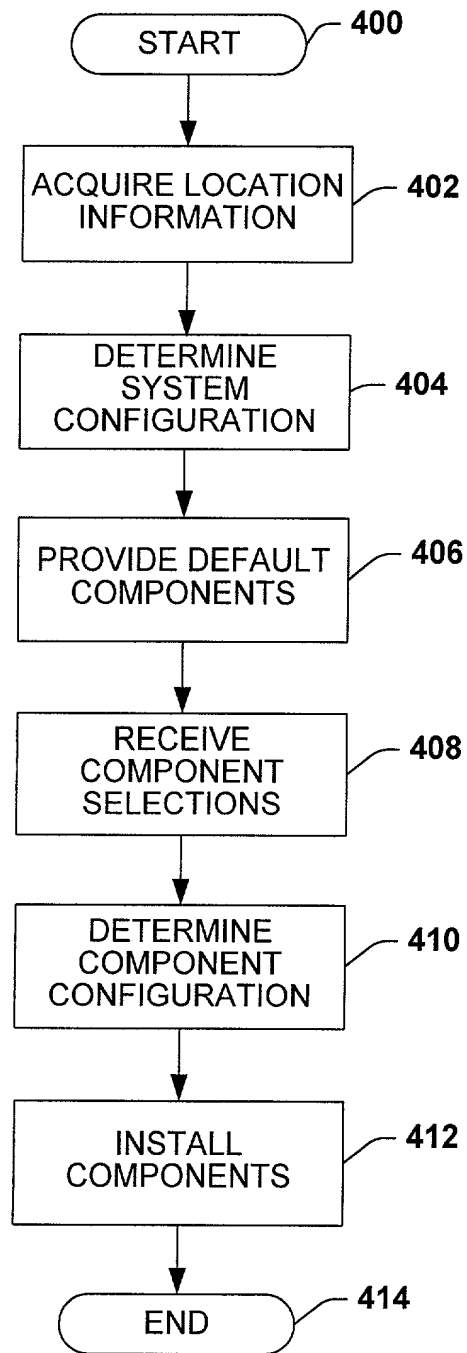 START
400
ACQUIRE LOCATION
INFORMATION
402
DETERMINE
SYSTEM
CONFIGURATION
404
PROVIDE DEFAULT
COMPONENTS
406
RECEIVE
COMPONENT
SELECTIONS
408
DETERMINE
COMPONENT
CONFIGURATION
410
INSTALL
COMPONENTS
412
END
414